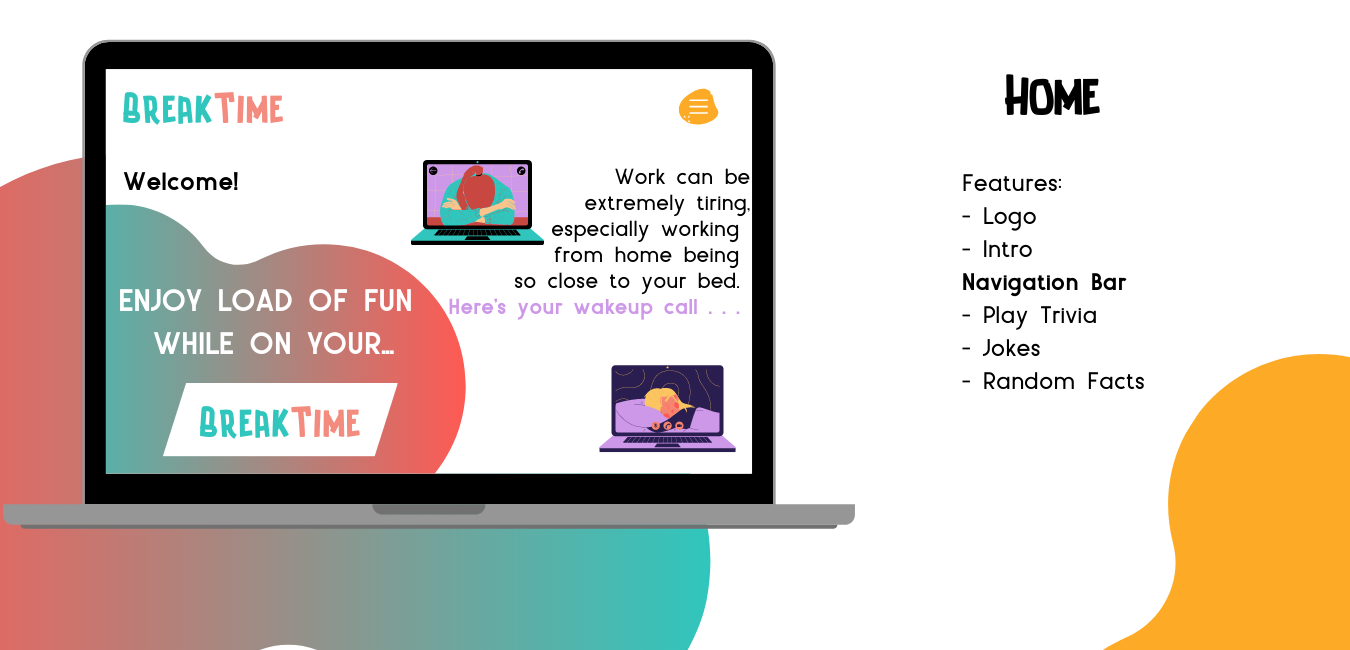 BREAKTIME
Welcome!
ENJOY LOAD OF FUN
WHILE ON YOUR...
BREAKTIME
Work can be
extremely tiring,
especially working
from home being
so close to your bed.
Here's your wakeup call . . .
HOME
Features:
- Logo
- Intro
Navigation Bar
- Play Trivia
- Jokes
- Random Facts